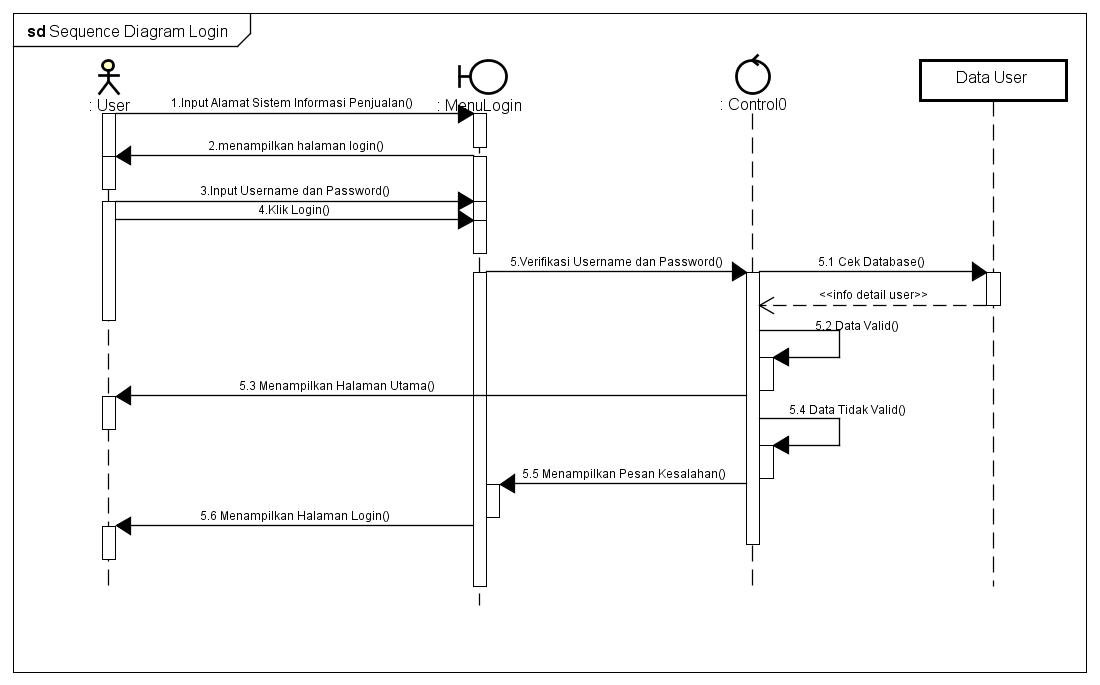 sd Sequence Diagram Login
Data User
: User
: MenuLogin
: Control0
1.Input Alamat Sistem Informasi Penjualan()
2.menampilkan halaman login()
3.Input Username dan Password()
4.Klik Login()
5.Verifikasi Username dan Password()
5.1 Cek Database()
<<info detail user>>
5.2 Data Valid()
5.3 Menampilkan Halaman Utama()
5.4 Data Tidak Valid()
5.5 Menampilkan Pesan Kesalahan()
5.6 Menampilkan Halaman Login()